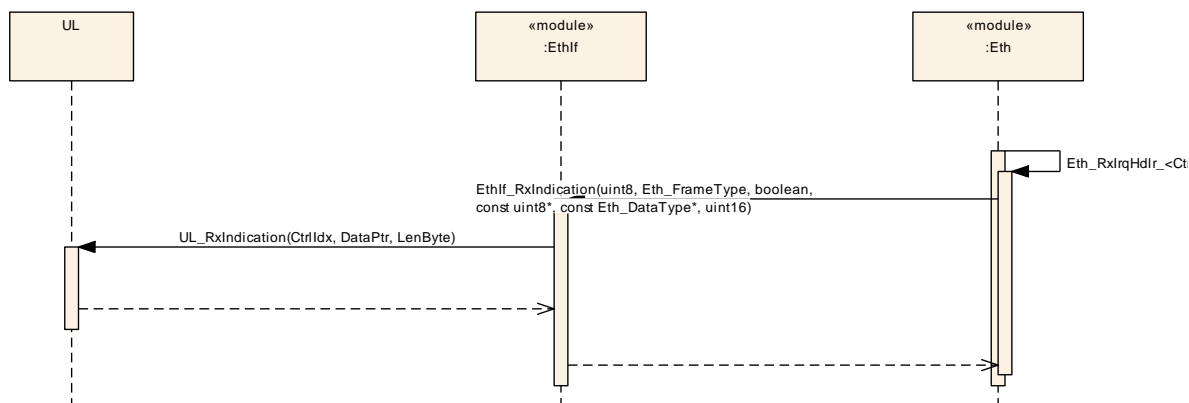 UL
«module»
:EthIf
«module»
:Eth
Eth_RxIrqHdlr_<Ct
EthIf_RxIndication(uint8, Eth_FrameType, boolean,
const uint8*, const Eth_DataType*, uint16)
UL_RxIndication(CtrlIdx, DataPtr, LenByte)